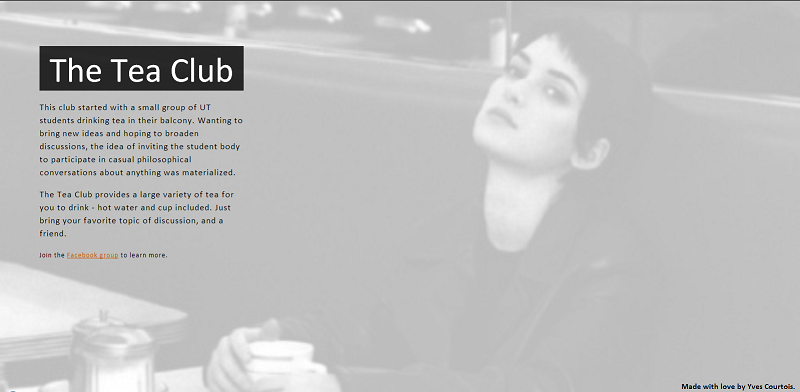 The Tea Club
This club started with a small group of UT
students drinking tea in their balcony. Wanting to
bring new ideas and hoping to broaden
discussions, the idea of inviting the student body
to participate in casual philosophical
conversations about anything was materialized.
The Tea Club provides a large variety of tea for
you to drink - hot water and cup included. Just
bring your favorite topic of discussion, and a
friend.
Join the Facebook group to learn more.
Made with love by Yves Courtois.